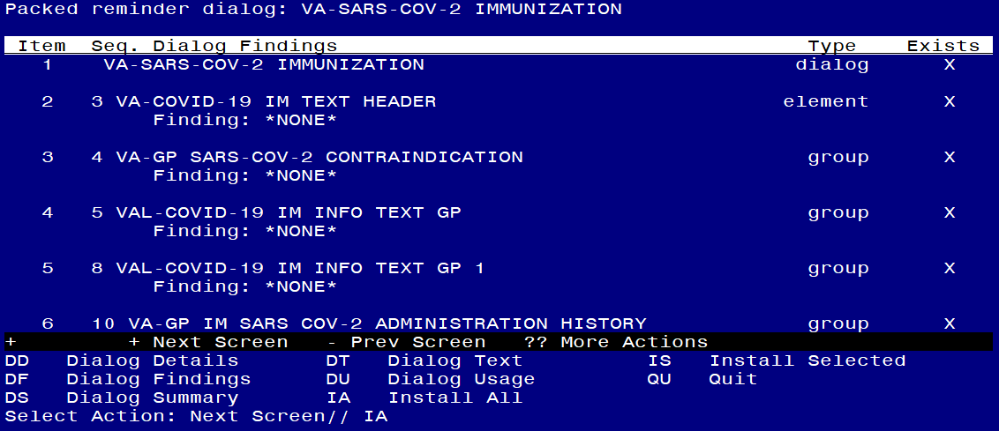 Packed reminder dialog: VA-SARS-COV-2 IMMUNIZATION
Item Seq. Dialog Findings Type Exists
1 VA-SARS-COV-2 IMMUNIZATION dialog X
2 3 VA-COVID-19 IM TEXT HEADER element X
Finding: *NONE*
3 4 VA-GP SARS-COV-2 CONTRAINDICATION group X
Finding: *NONE*
4 5 VAL-COVID-19 IM INFO TEXT GP group X
Finding: *NONE*
5 8 VAL-COVID-19 IM INFO TEXT GP 1 group X
Finding: *NONE*
6 10 VA-GP IM SARS COV-2 ADMINISTRATION HISTORY group X
+ + Next Screen - Prev Screen ?? More Actions
DD Dialog Details DT Dialog Text IS Install Selected
DF Dialog Findings DU Dialog Usage QU Quit
DS Dialog Summary IA Install All
Select Action: Next Screen// IA